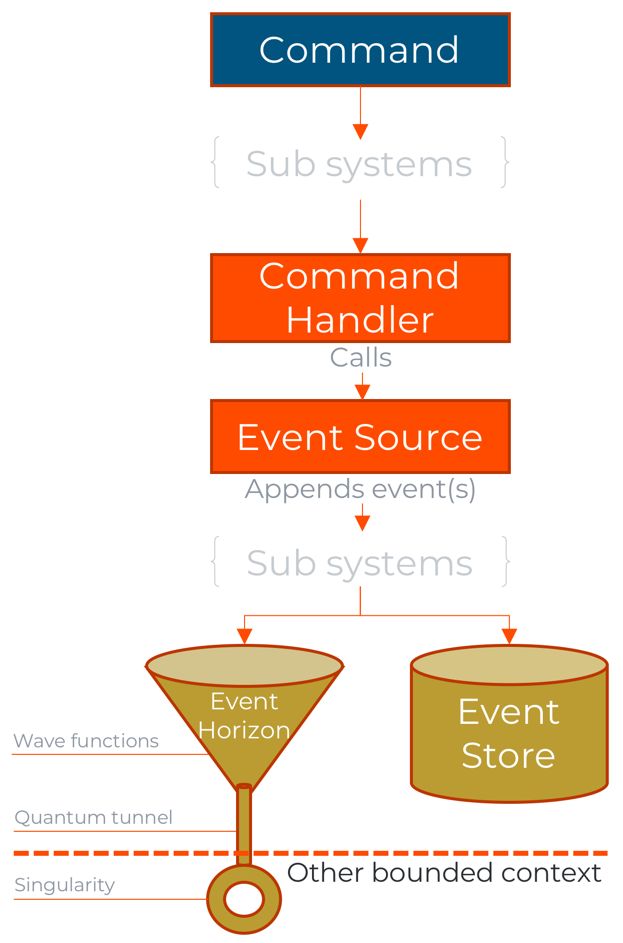 Command
{ Sub systems }
Command
Handler
Calls
Event Source
Appends event(s)
{ Sub systems }
Event
Horizon
Event
Store
Wave functions
Quantum tunnel
Other bounded context
Singularity